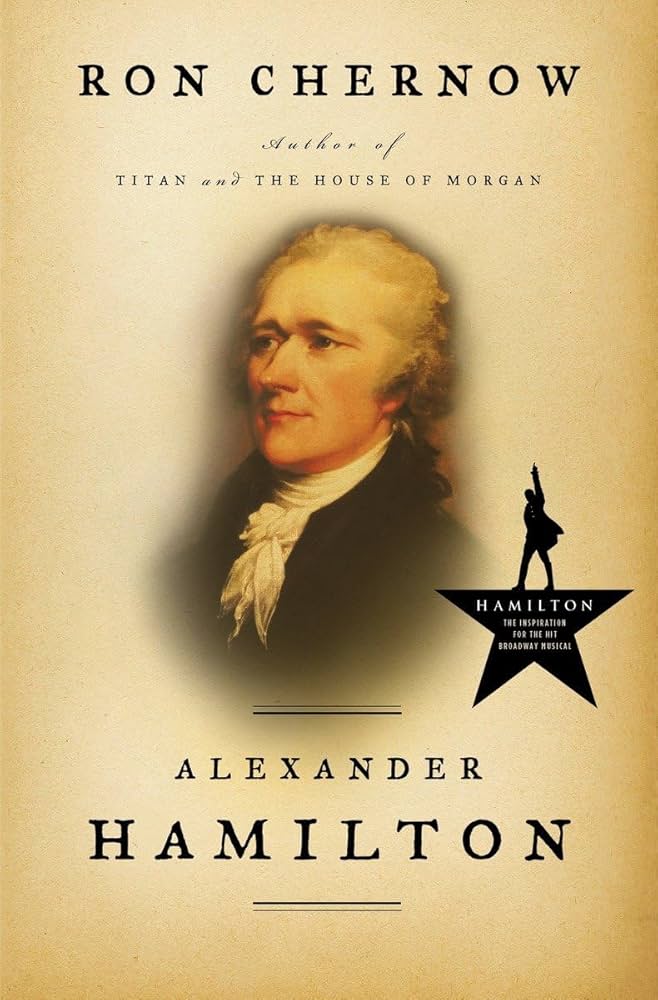 RON CHERNOW
Author of
TITAN and THE HOUSE OF MORGAN
HAMILTON
THE INSPIRATION
FOR THE HIT
BROADWAY MUSICAL
ALEXANDER
HAMILTON